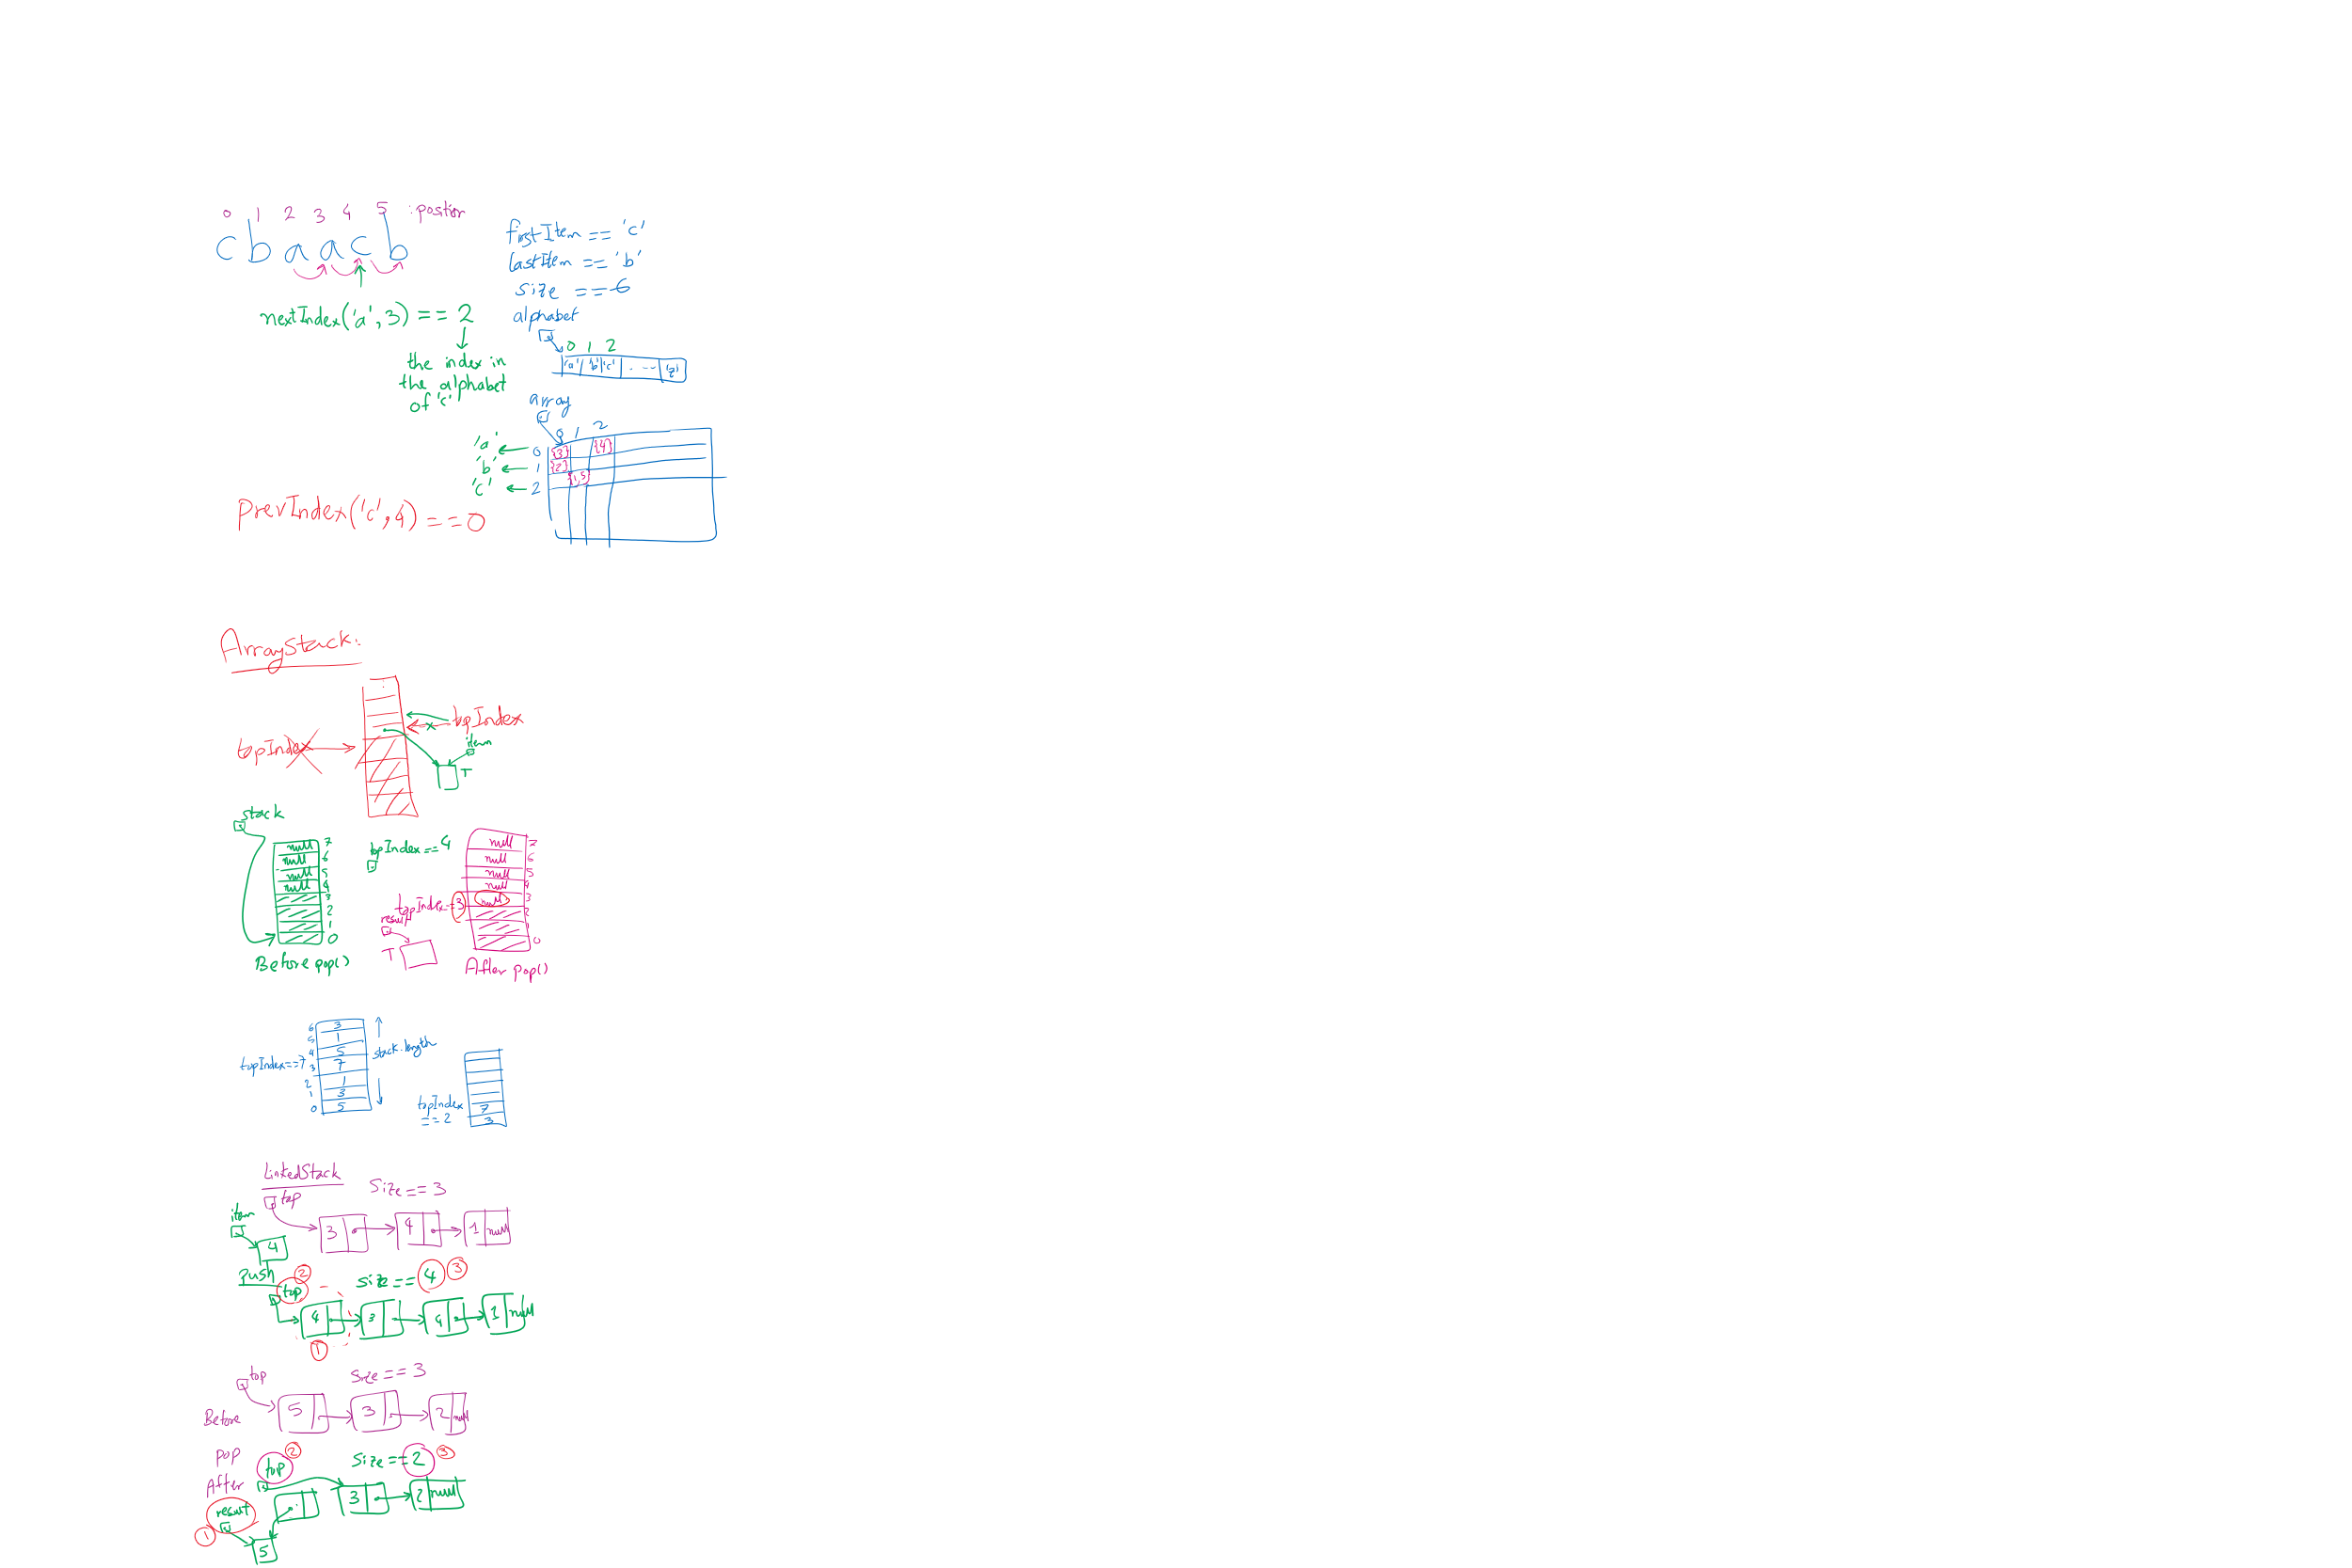 0 1 2 3 4 5 : position
c b a a c b
firstItem == 'c'
lastItem == 'b'
size == 6
alphabet
nextIndex('a',3) == 2
the index in
the alphabet
of 'c'
0 1 2
'a' 'b' 'c' . -- 'z'
array
0 1 2
'a' 0 {3} {4}
'b' 1 {2}
'c' 2 {1,5}
prevIndex('c',4) == 0
ArrayStack:
topIndex
topIndex
item
T
stack
null 7
null 6
null 5
null 4
3
2
1
0
Before pop()
topIndex == 4
topIndex == 3
result
T
null 7
null 6
null 5
null 4
null 3
2
1
0
After pop()
topIndex == 7
6 3
5 1
4 5
3 7
2 1
1 3
0 5
stack.length
topIndex
== 2
7
3
LinkedStack
top
Size == 3
3 4 1 null
item
4
Push
top 2
size == 4 3
4 3 4 1 null
1
top
Size == 3
Before
5 3 2 null
Pop
After
top 2
Size == 2 3
3 2 null
result
1
5